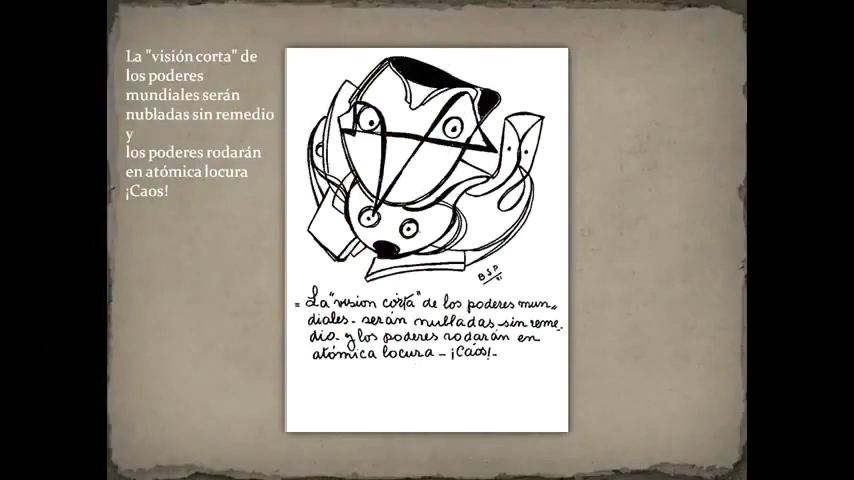 La "visión corta" de
los poderes
mundiales serán
nubladas sin remedio
y
los poderes rodarán
en atómica locura
¡Caos!
BSP
= La "vision corta" de los poderes mun„
diales - serán nulladas - sin reme-
dio y los poderes rodarán en
atómica locura - ¡Caos!-